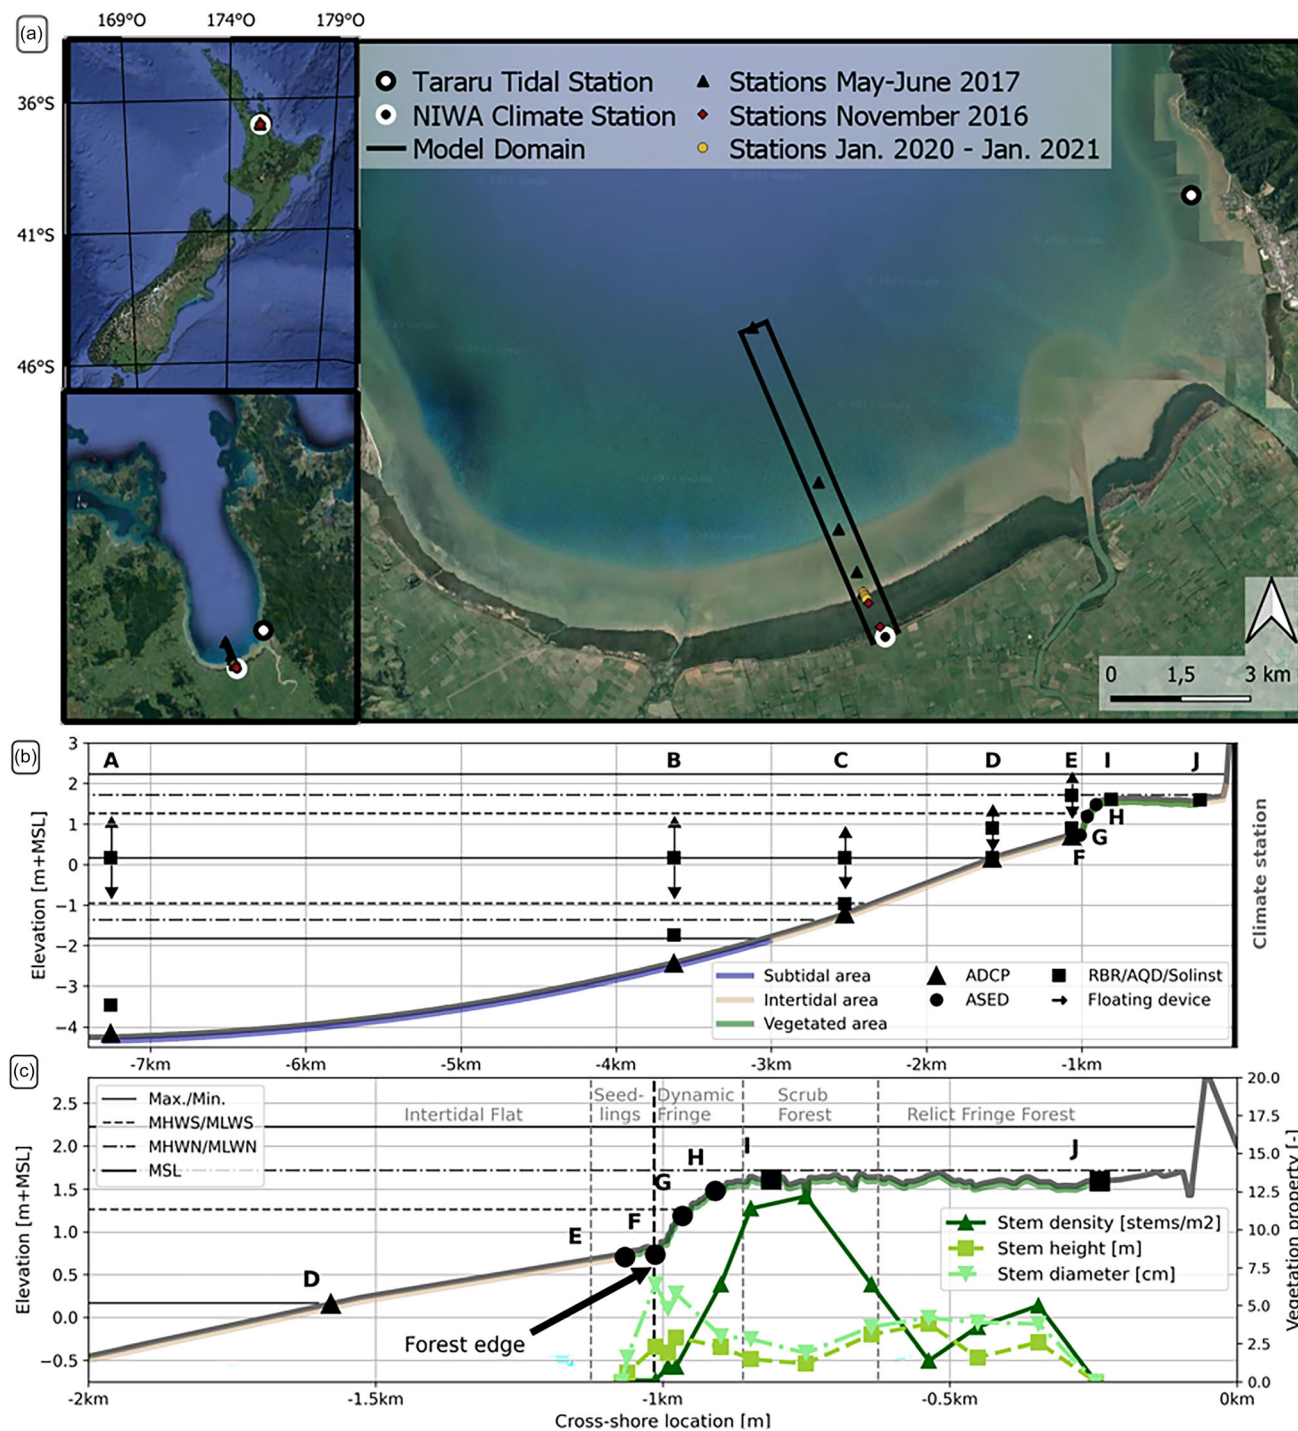 (a)
169°O 174°O 179°O
36°S
41°S
46°S
Tararu Tidal Station
NIWA Climate Station
Model Domain
Stations May-June 2017
Stations November 2016
Stations Jan. 2020 - Jan. 2021
0 1,5 3 km
(b)
A B C D E I J
H
G
F
3
2
1
0
−1
−2
−3
−4
Elevation [m+MSL]
Climate station
Subtidal area
Intertidal area
Vegetated area
ADCP
ASED
RBR/AQD/Solinst
Floating device
-7km -6km -5km -4km -3km -2km -1km
(c)
Max./Min.
MHWS/MLWS
MHWN/MLWN
MSL
Intertidal Flat
Seed-
lings
Dynamic
Fringe
Scrub
Forest
Relict Fringe Forest
D E F G H I J
Forest edge
Stem density [stems/m2]
Stem height [m]
Stem diameter [cm]
2.5
2.0
1.5
1.0
0.5
0.0
−0.5
Elevation [m+MSL]
20.0
17.5
15.0
12.5
10.0
7.5
5.0
2.5
0.0
Vegetation property [-]
-2km -1.5km -1km -0.5km 0km
Cross-shore location [m]